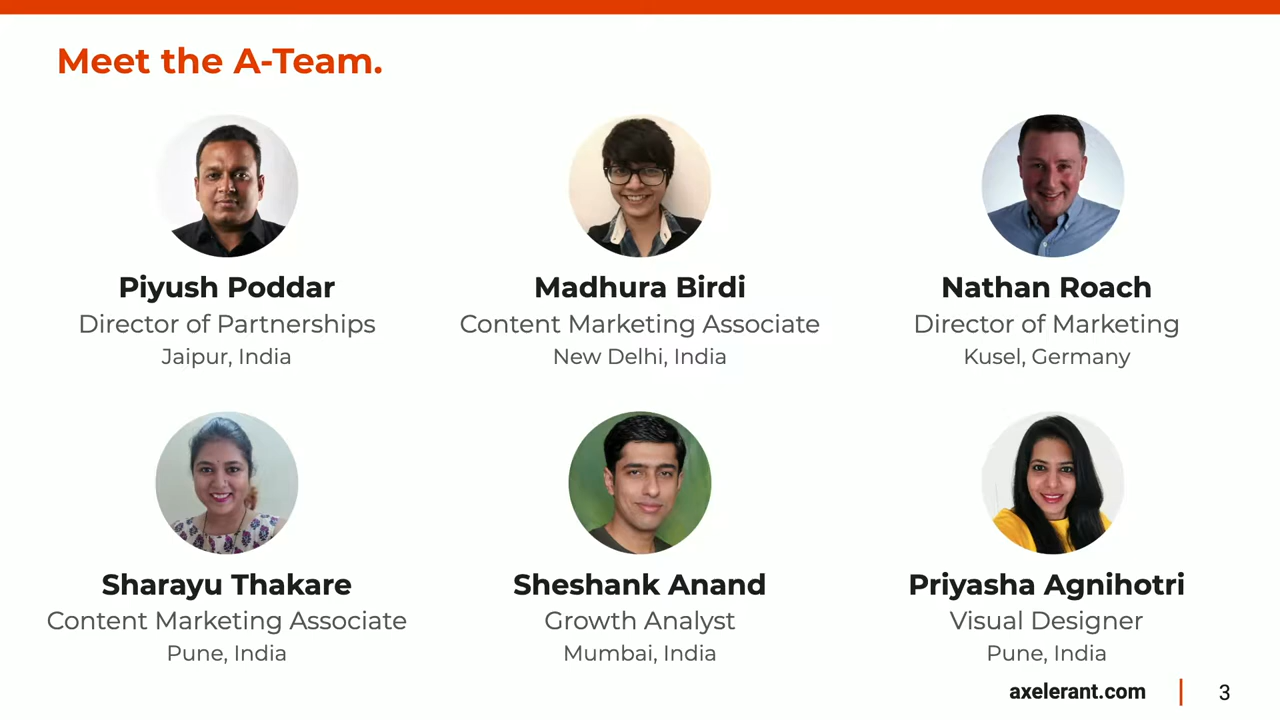 Meet the A-Team.
Piyush Poddar
Director of Partnerships
Jaipur, India
Madhura Birdi
Content Marketing Associate
New Delhi, India
Nathan Roach
Director of Marketing
Kusel, Germany
Sharayu Thakare
Content Marketing Associate
Pune, India
Sheshank Anand
Growth Analyst
Mumbai, India
Priyasha Agnihotri
Visual Designer
Pune, India
axelerant.com | 3